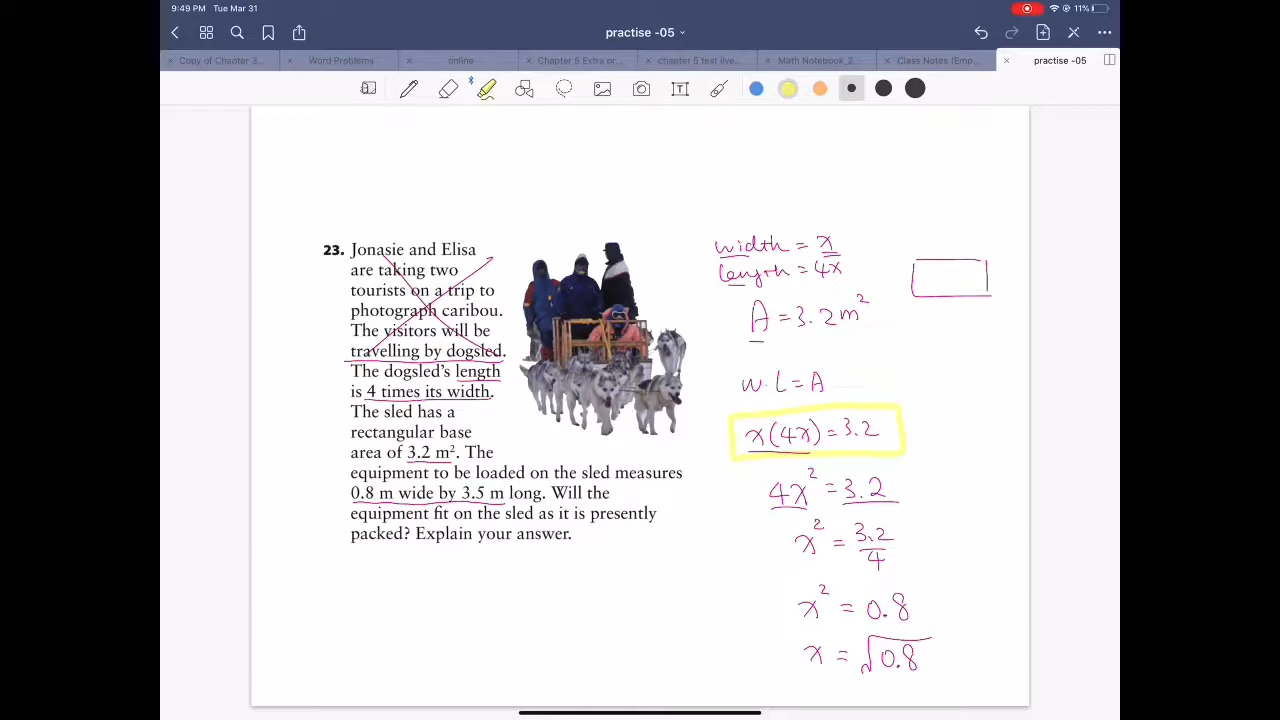 9:49 PM Tue Mar 31
11%
practise -05
Copy of Chapter 3...
Word Problems
online
Chapter 5 Extra pr...
chapter 5 test live...
Math Notebook_2...
Class Notes (Emp...
practise -05
23. Jonasie and Elisa
are taking two
tourists on a trip to
photograph caribou.
The visitors will be
travelling by dogsled.
The dogsled's length
is 4 times its width.
The sled has a
rectangular base
area of 3.2 m². The
equipment to be loaded on the sled measures
0.8 m wide by 3.5 m long. Will the
equipment fit on the sled as it is presently
packed? Explain your answer.
width = x
length = 4x
A = 3.2m²
w·L = A
x(4x) = 3.2
4x² = 3.2
x² = 3.2/4
x² = 0.8
x = √0.8